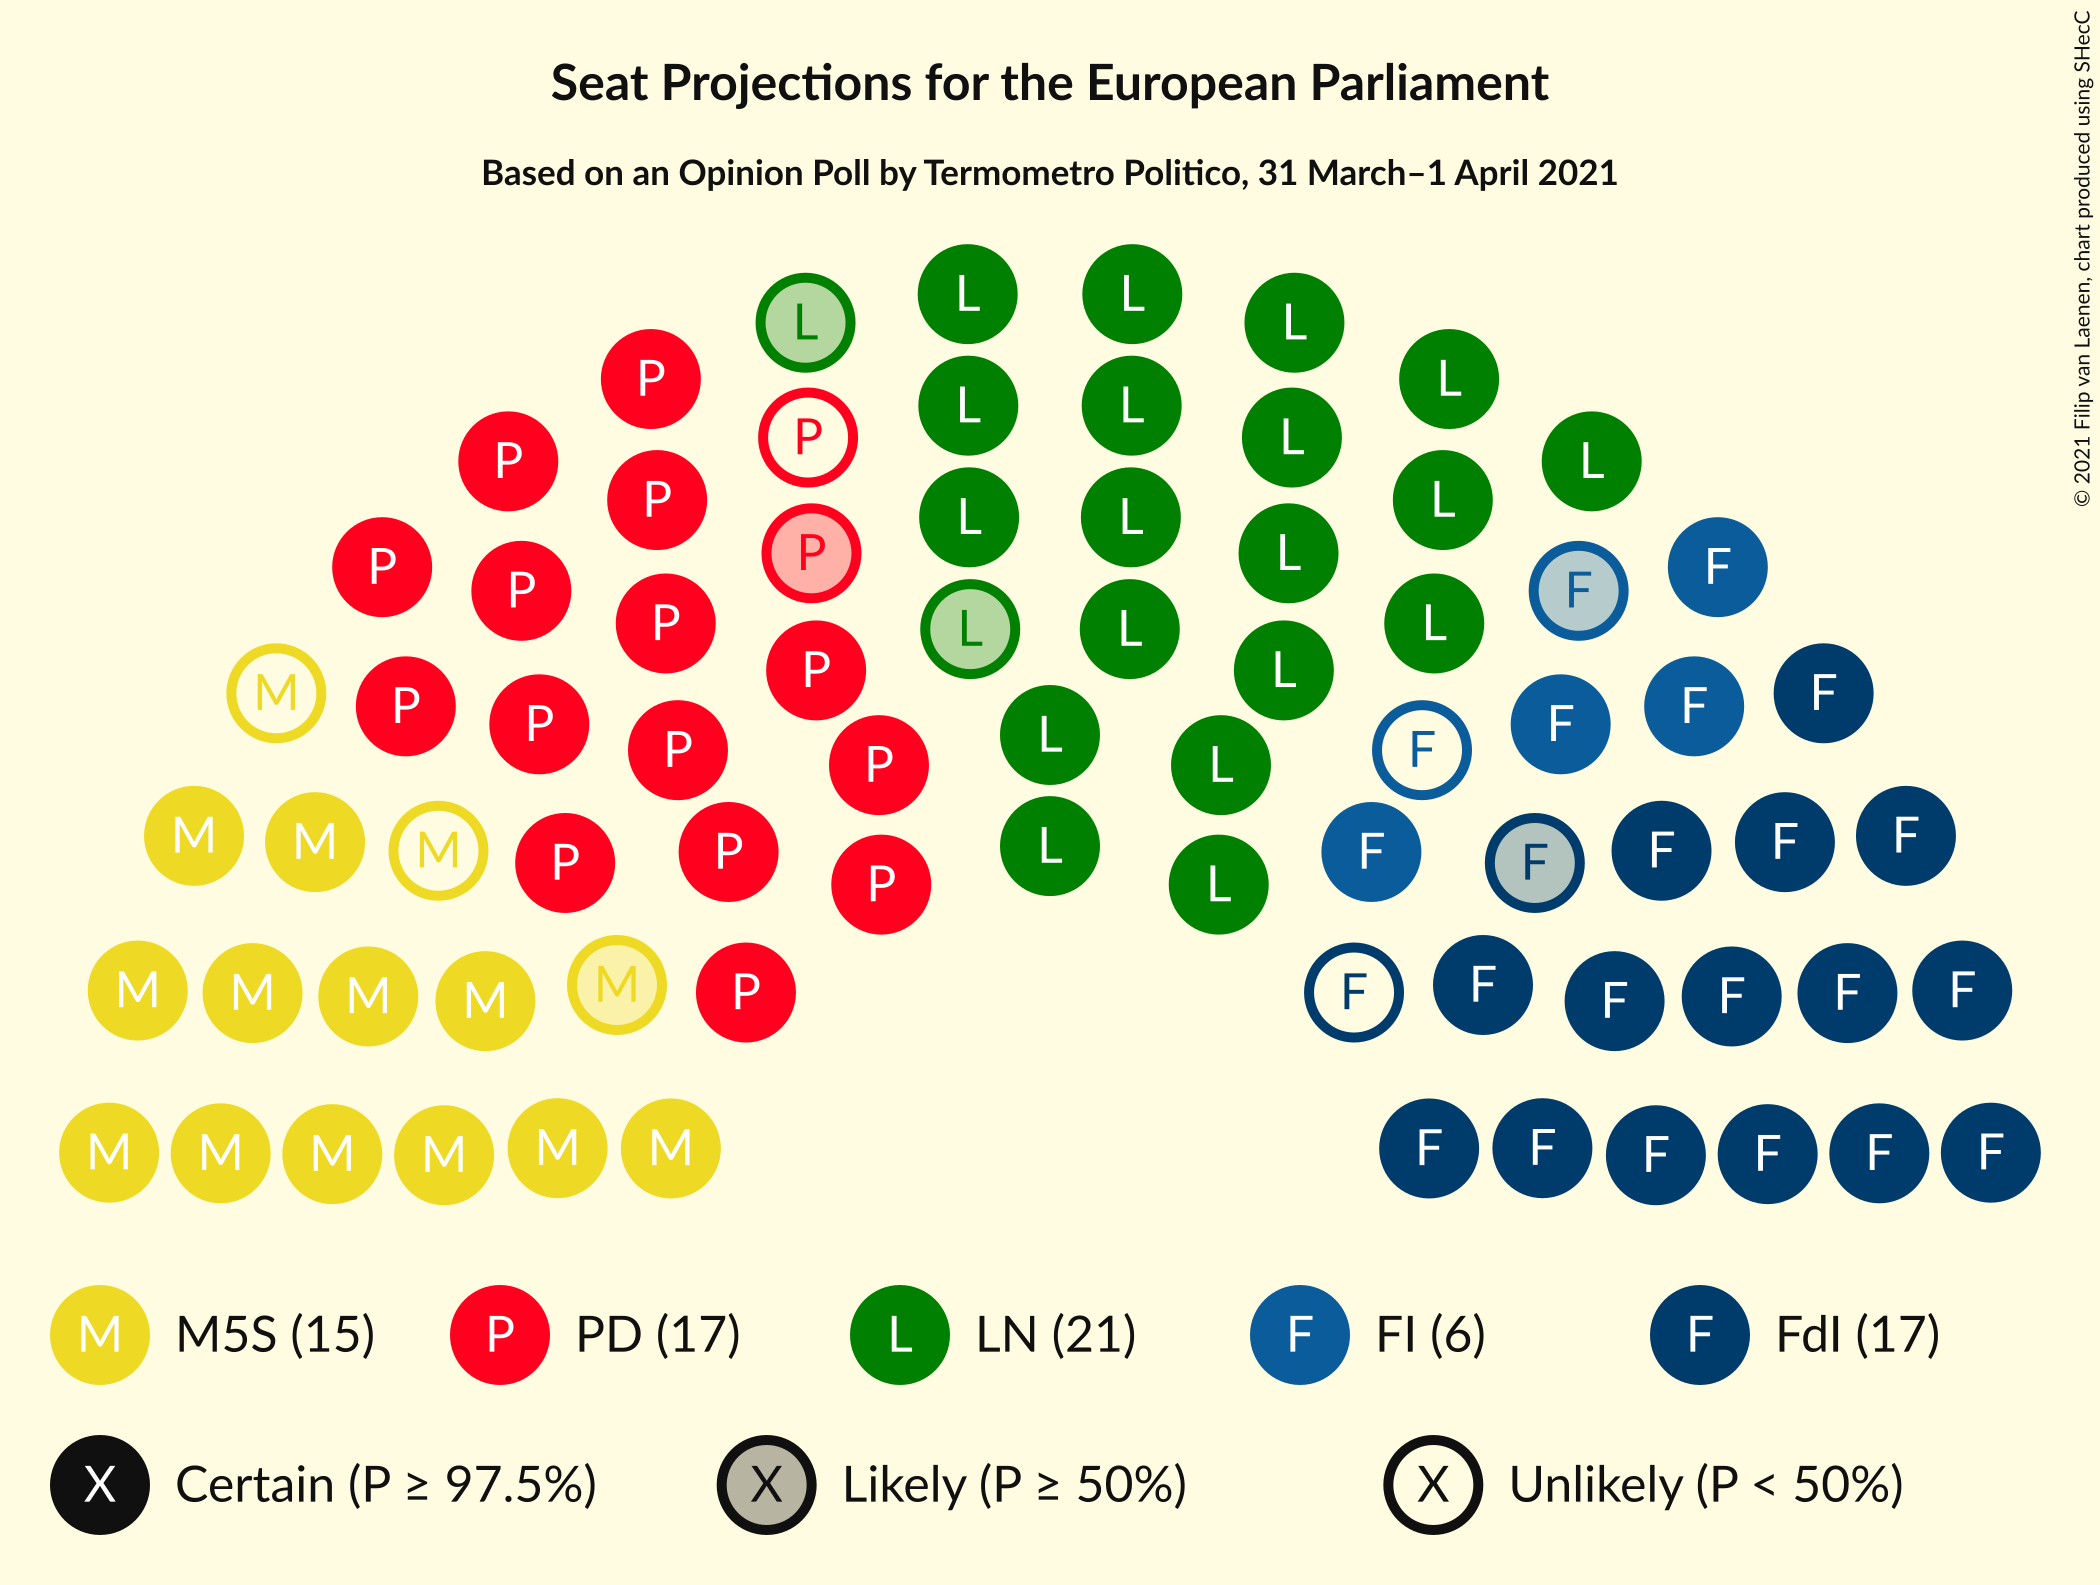 Seat Projections for the European Parliament
Based on an Opinion Poll by Termometro Politico, 31 March–1 April 2021
© 2021 Filip van Laenen, chart produced using SHecC
L L L L
P L
P P L L L
P L L
P P L L L F
P P L F
P L L L
M P P P L F F F
P P L P L F
M M M P P P L L F F F F F
M M M M M P F F F F F F
M M M M M M F F F F F F
M M5S (15) P PD (17) L LN (21) F FI (6) F FdI (17)
X Certain (P ≥ 97.5%) X Likely (P ≥ 50%) X Unlikely (P < 50%)